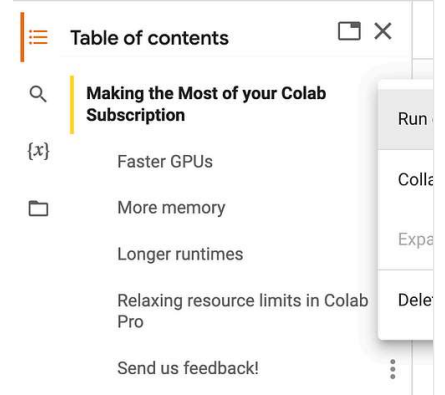 Table of contents
Making the Most of your Colab
Subscription
{x}
Run
Faster GPUs
Colla
More memory
Expa
Longer runtimes
Relaxing resource limits in Colab
Pro
Dele
Send us feedback!